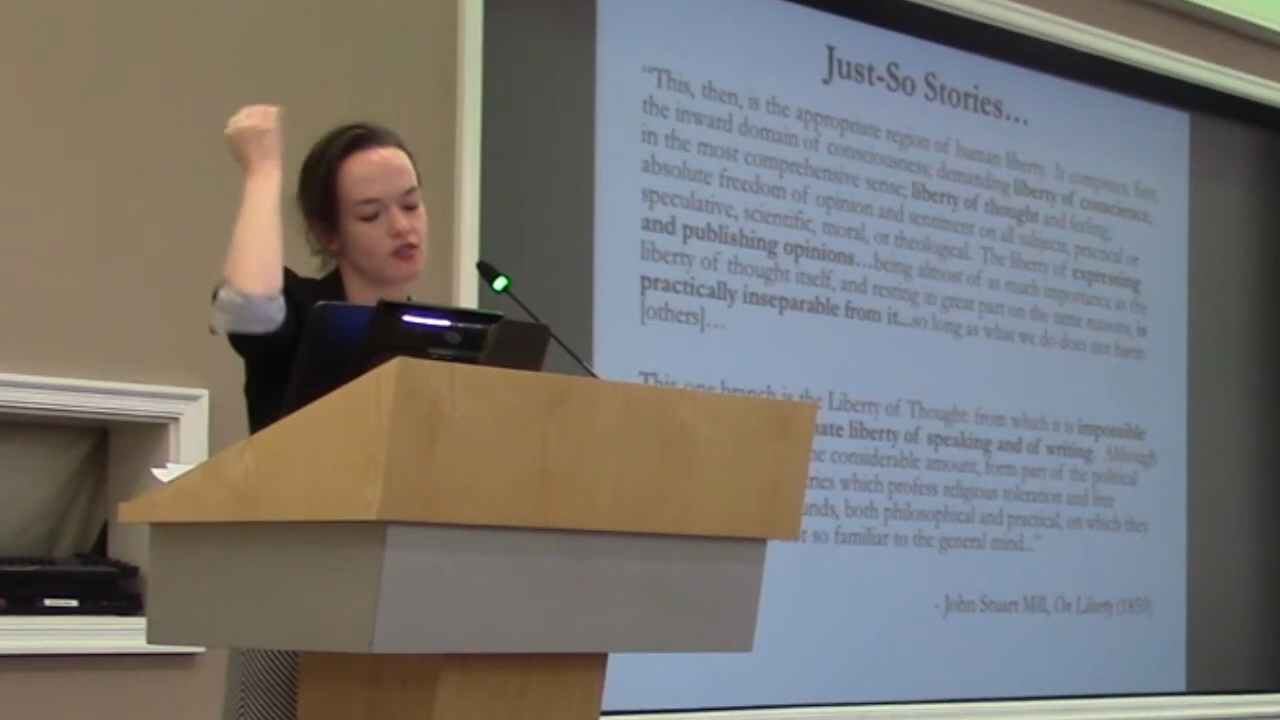 Just-So Stories...
“This, then, is the appropriate region of human liberty. It comprises, first,
the inward domain of consciousness; demanding liberty of conscience,
in the most comprehensive sense; liberty of thought and feeling,
absolute freedom of opinion and sentiment on all subjects, practical or
speculative, scientific, moral, or theological. The liberty of expressing
and publishing opinions...being almost of as much importance as the
liberty of thought itself, and resting in great part on the same reasons, is
practically inseparable from it...so long as what we do does not harm
[others]...
This one branch is the Liberty of Thought: from which it is impossible
liberty of speaking and of writing. Although
considerable amount, form part of the political
which profess religious toleration and free
both philosophical and practical, on which they
so familiar to the general mind...”
- John Stuart Mill, On Liberty (1859)